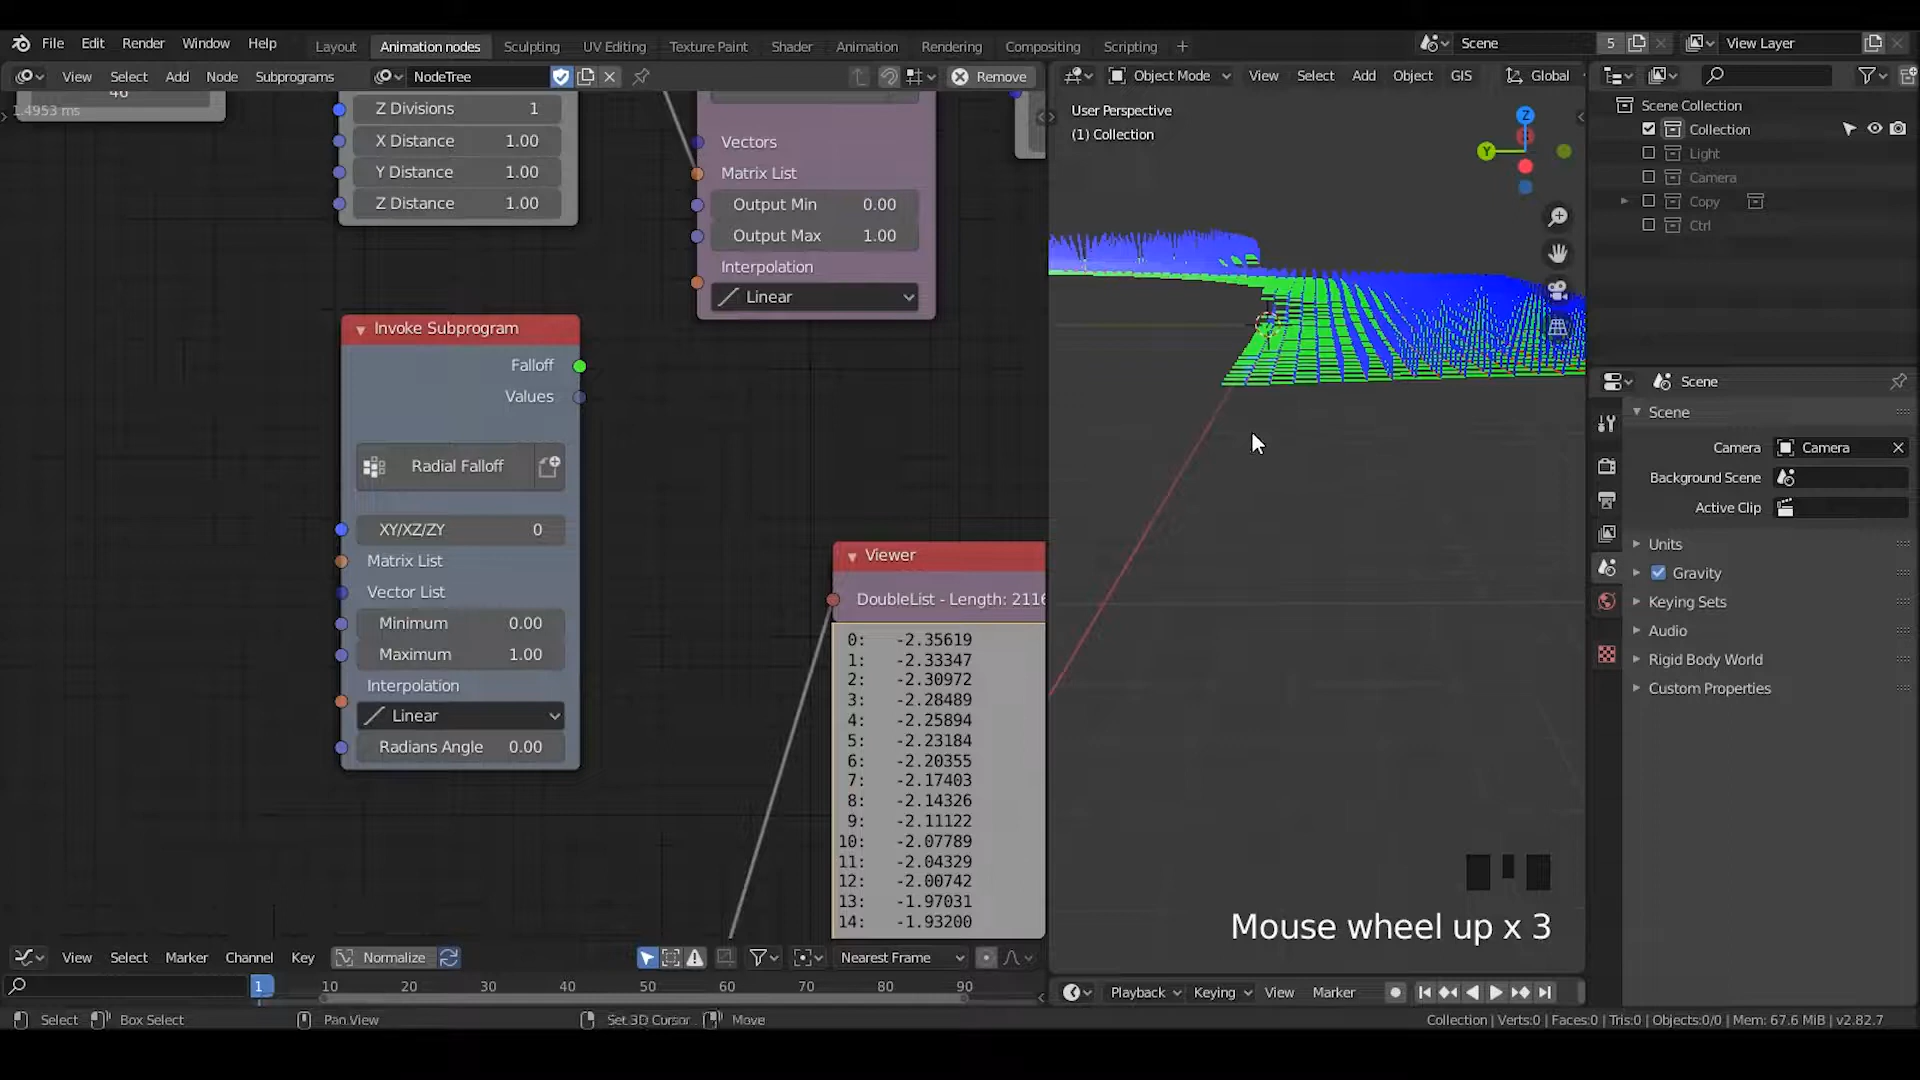 File Edit Render Window Help Layout Animation nodes Sculpting UV Editing Texture Paint Shader Animation Rendering Compositing Scripting + Scene 5 View Layer
View Select Add Node Subprograms NodeTree Remove Object Mode View Select Add Object GIS Global
46
1.4953 ms
Z Divisions 1
X Distance 1.00
Y Distance 1.00
Z Distance 1.00
Vectors
Matrix List
Output Min 0.00
Output Max 1.00
Interpolation
Linear
Invoke Subprogram
Falloff
Values
Radial Falloff
XY/XZ/ZY 0
Matrix List
Vector List
Minimum 0.00
Maximum 1.00
Interpolation
Linear
Radians Angle 0.00
Viewer
DoubleList - Length: 2116
0: -2.35619
1: -2.33347
2: -2.30972
3: -2.28489
4: -2.25894
5: -2.23184
6: -2.20355
7: -2.17403
8: -2.14326
9: -2.11122
10: -2.07789
11: -2.04329
12: -2.00742
13: -1.97031
14: -1.93200
User Perspective
(1) Collection
Z
Y
Mouse wheel up x 3
Scene Collection
Collection
Light
Camera
Copy
Ctrl
Scene
Scene
Camera Camera
Background Scene
Active Clip
Units
Gravity
Keying Sets
Audio
Rigid Body World
Custom Properties
View Select Marker Channel Key Normalize Nearest Frame
1 10 20 30 40 50 60 70 80 90
Playback Keying View Marker
Select Box Select Pan View Set 3D Cursor Move Collection | Verts:0 | Faces:0 | Tris:0 | Objects:0/0 | Mem: 67.6 MiB | v2.82.7